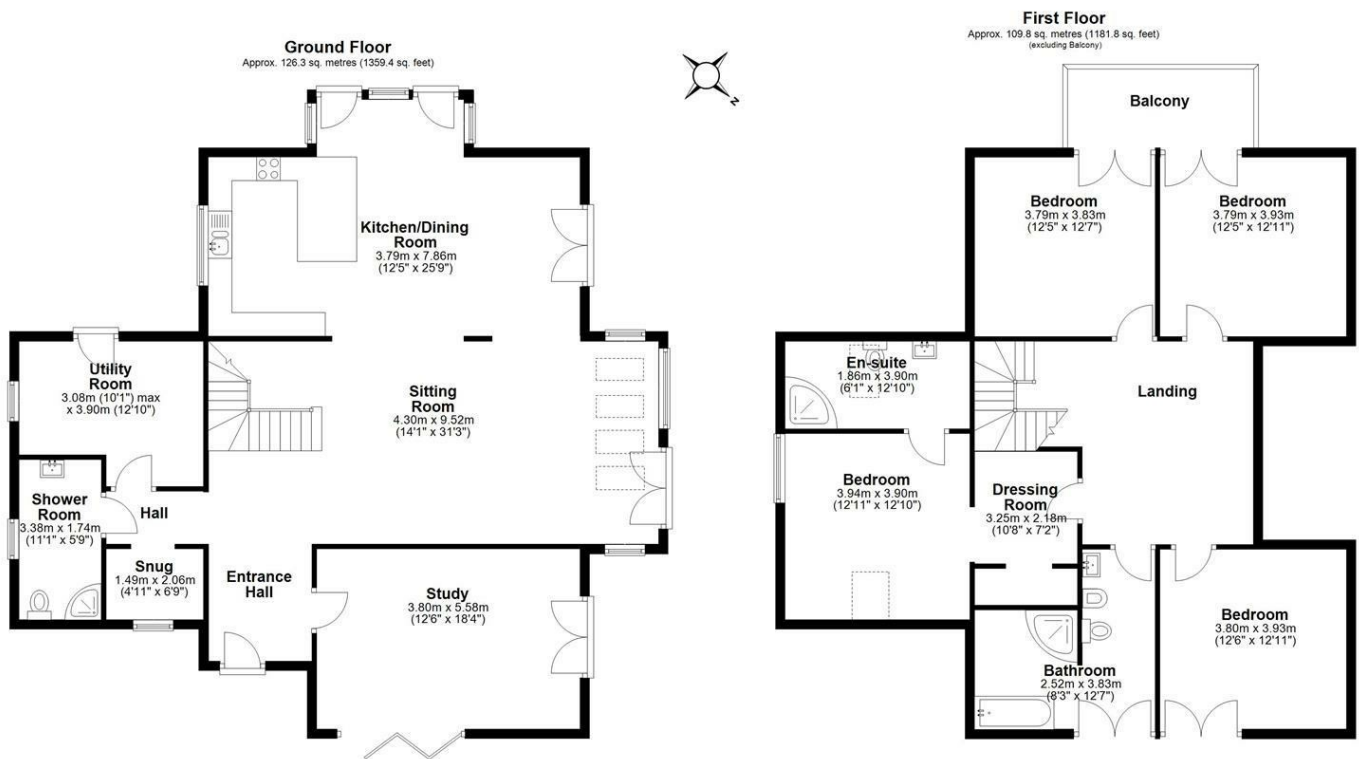 Ground Floor
Approx. 126.3 sq. metres (1359.4 sq. feet)
Kitchen/Dining
Room
3.79m x 7.86m
(12'5" x 25'9")
Utility
Room
3.08m (10'1") max
x 3.90m (12'10")
Sitting
Room
4.30m x 9.52m
(14'1" x 31'3")
Shower
Room
3.38m x 1.74m
(11'1" x 5'9")
Hall
Snug
1.49m x 2.06m
(4'11" x 6'9")
Entrance
Hall
Study
3.80m x 5.58m
(12'6" x 18'4")
N
First Floor
Approx. 109.8 sq. metres (1181.8 sq. feet)
(excluding Balcony)
Balcony
Bedroom
3.79m x 3.83m
(12'5" x 12'7")
Bedroom
3.79m x 3.93m
(12'5" x 12'11")
En-suite
1.86m x 3.90m
(6'1" x 12'10")
Landing
Bedroom
3.94m x 3.90m
(12'11" x 12'10")
Dressing
Room
3.25m x 2.18m
(10'8" x 7'2")
Bathroom
2.52m x 3.83m
(8'3" x 12'7")
Bedroom
3.80m x 3.93m
(12'6" x 12'11")